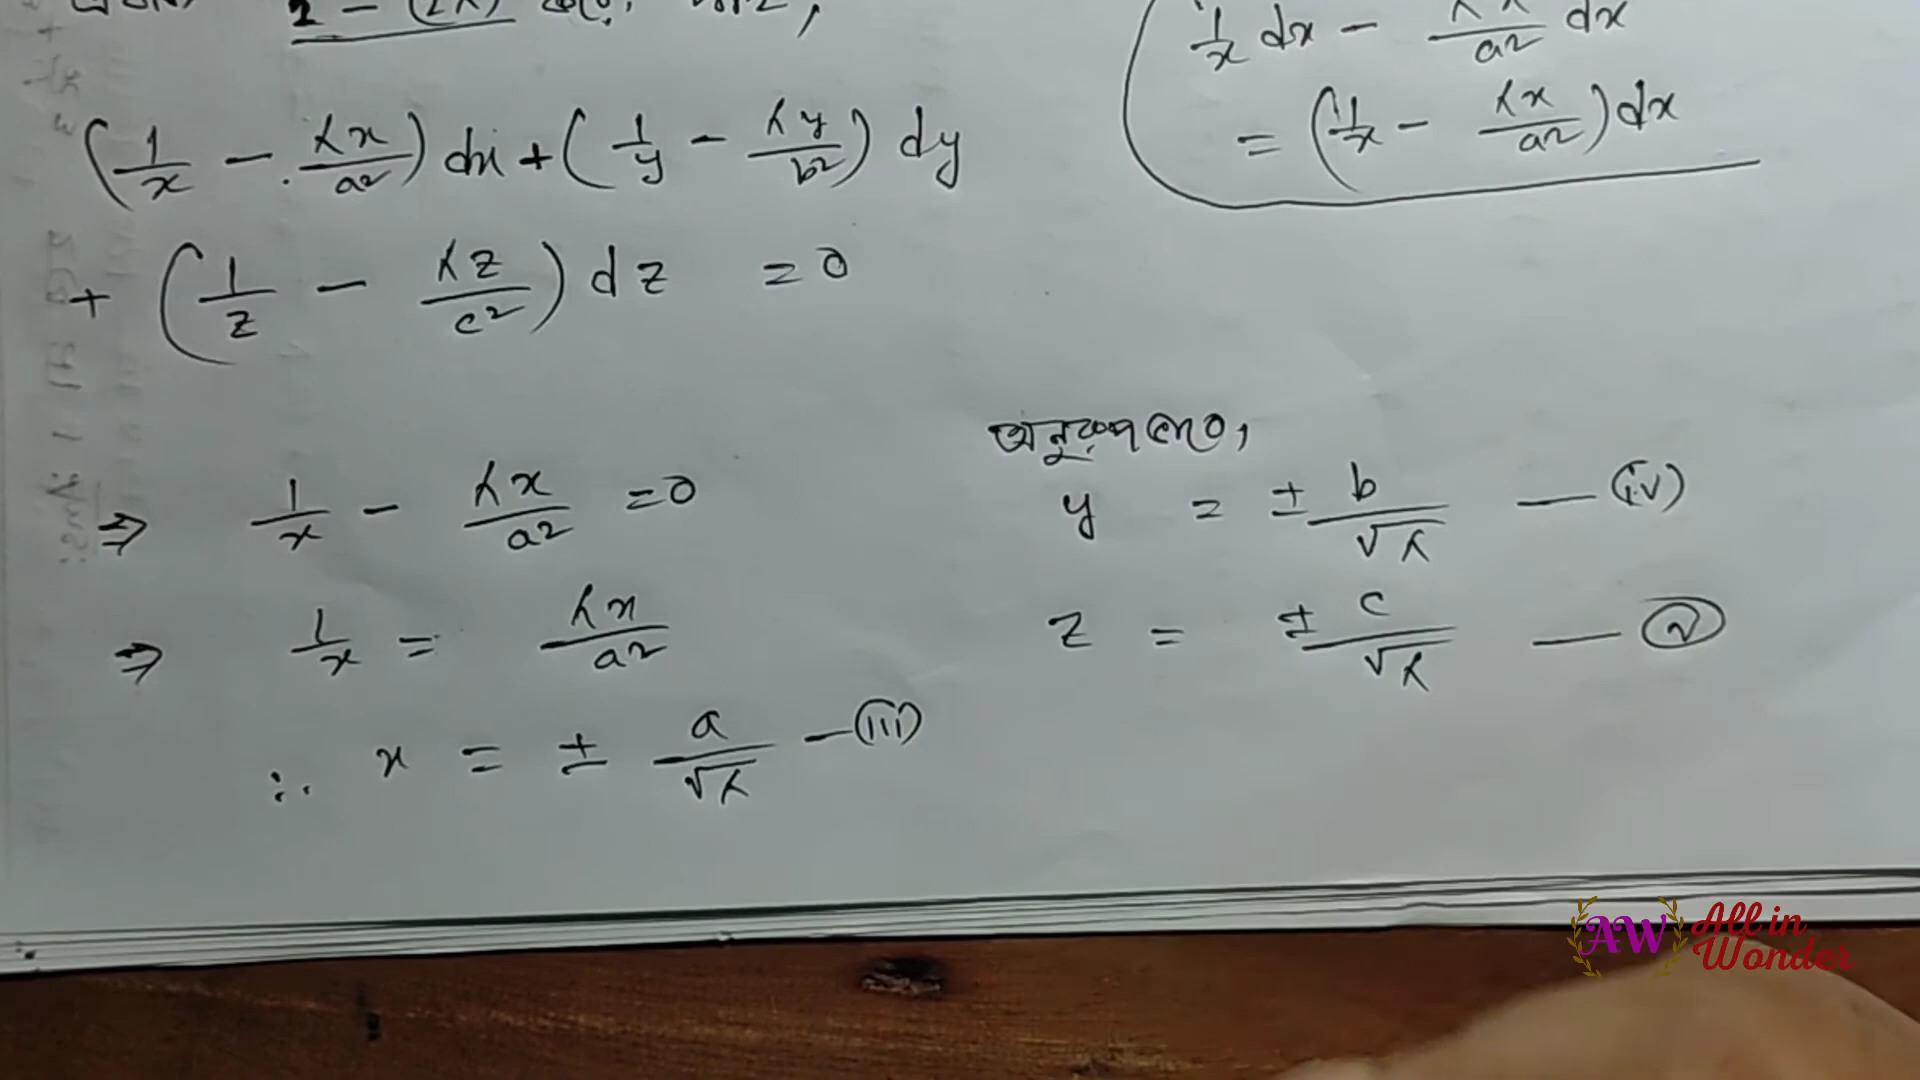 (1/x - λx/a²) dx + (1/y - λy/b²) dy
+ (1/z - λz/c²) dz = 0
⇒ 1/x - λx/a² = 0
⇒ 1/x = λx/a²
∴ x = ± a/√λ — (iii)
1/x dx - λx/a² dx
= (1/x - λx/a²) dx
অনুরূপভাবে,
y = ± b/√λ — (iv)
z = ± c/√λ — (v)
AW All in
Wonder